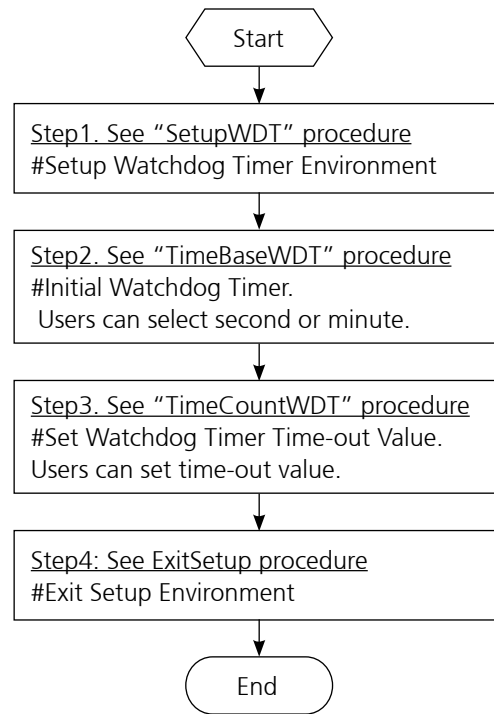 Start
Step1. See “SetupWDT” procedure
#Setup Watchdog Timer Environment
Step2. See “TimeBaseWDT” procedure
#Initial Watchdog Timer.
Users can select second or minute.
Step3. See “TimeCountWDT” procedure
#Set Watchdog Timer Time-out Value.
Users can set time-out value.
Step4: See ExitSetup procedure
#Exit Setup Environment
End